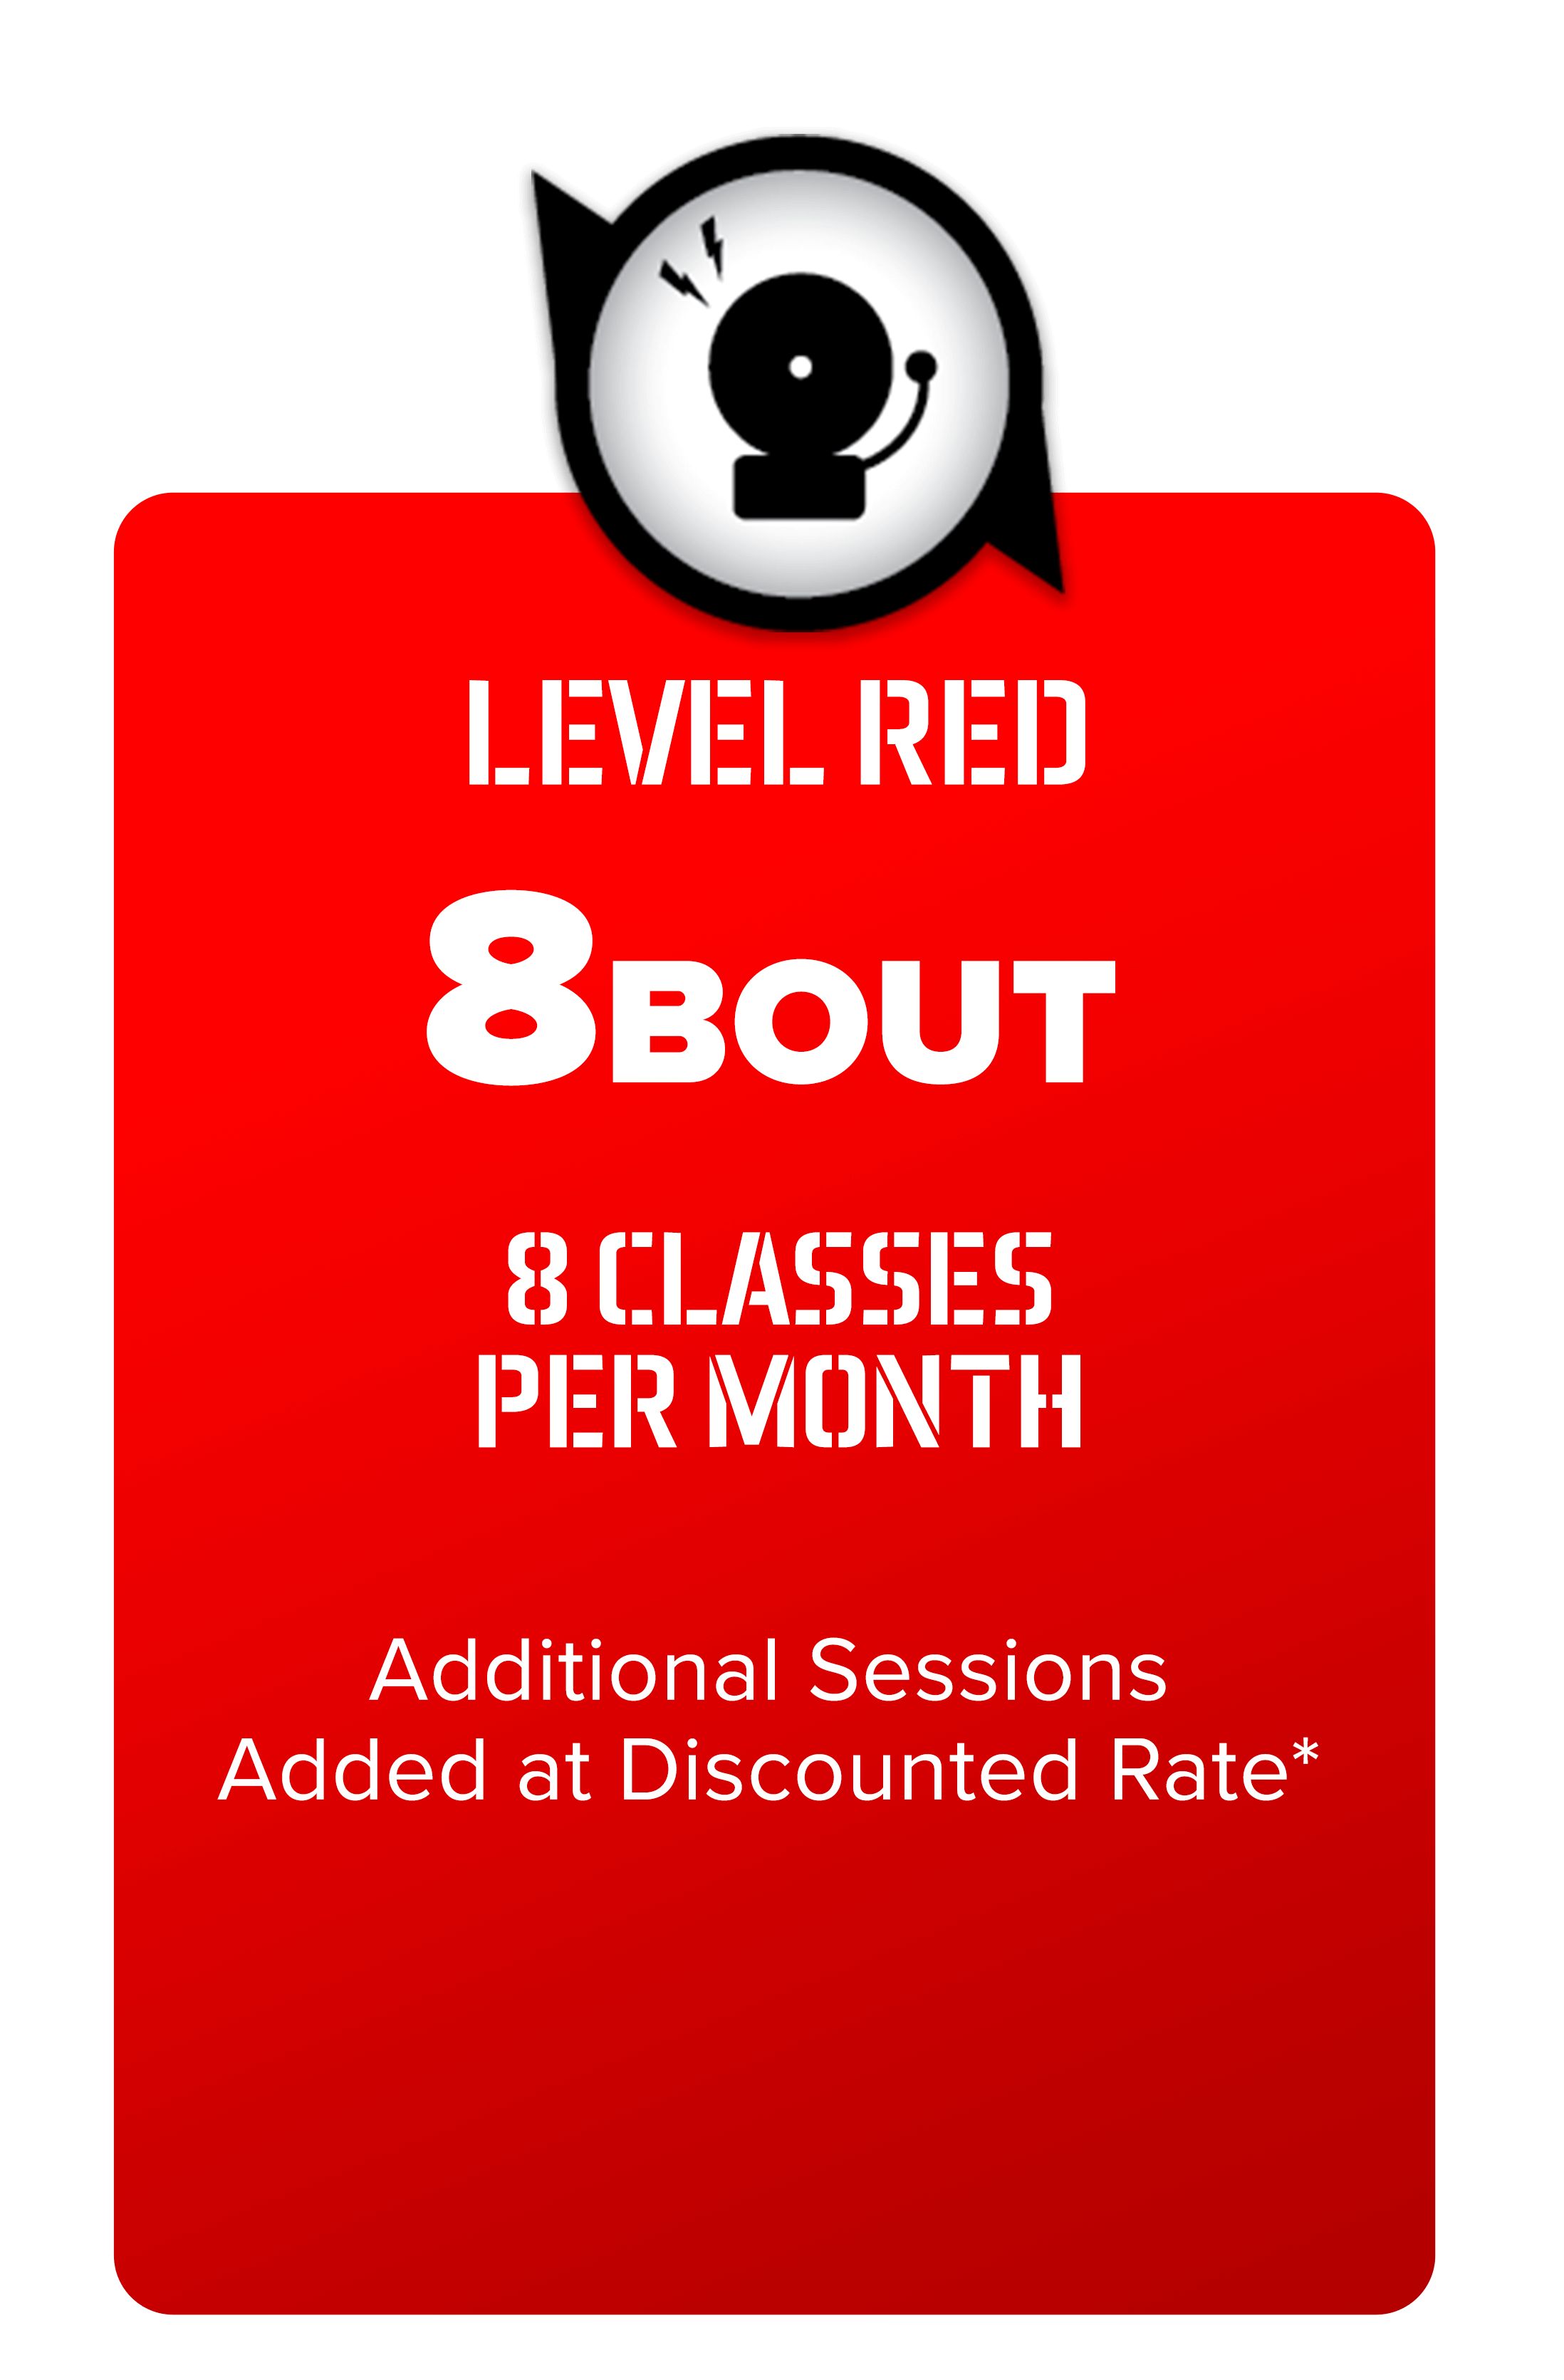 LEVEL RED
8BOUT
8 CLASSES
PER MONTH
Additional Sessions
Added at Discounted Rate*